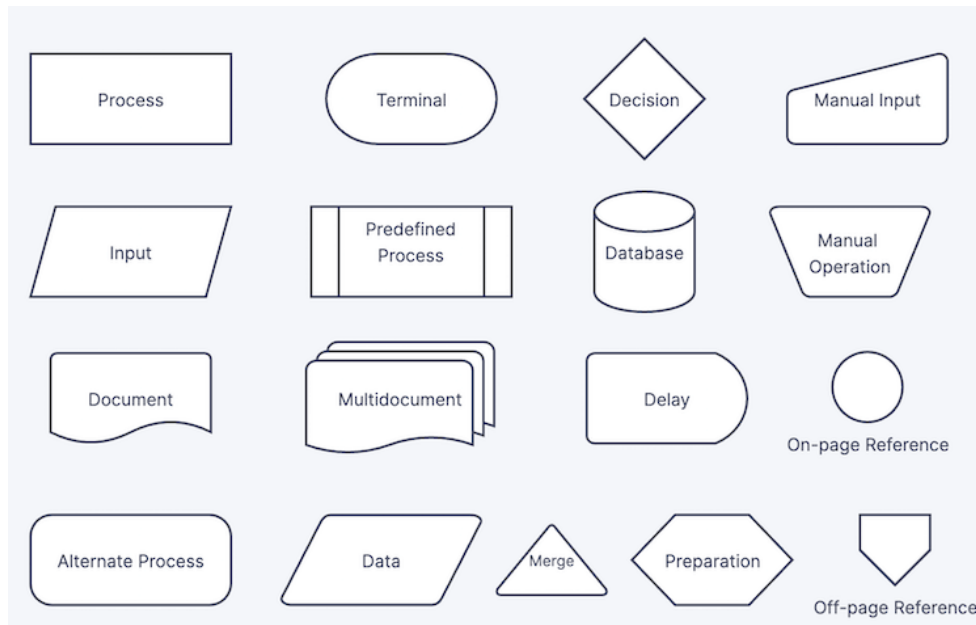 Process
Terminal
Decision
Manual Input
Input
Predefined
Process
Database
Manual
Operation
Document
Multidocument
Delay
On-page Reference
Alternate Process
Data
Merge
Preparation
Off-page Reference